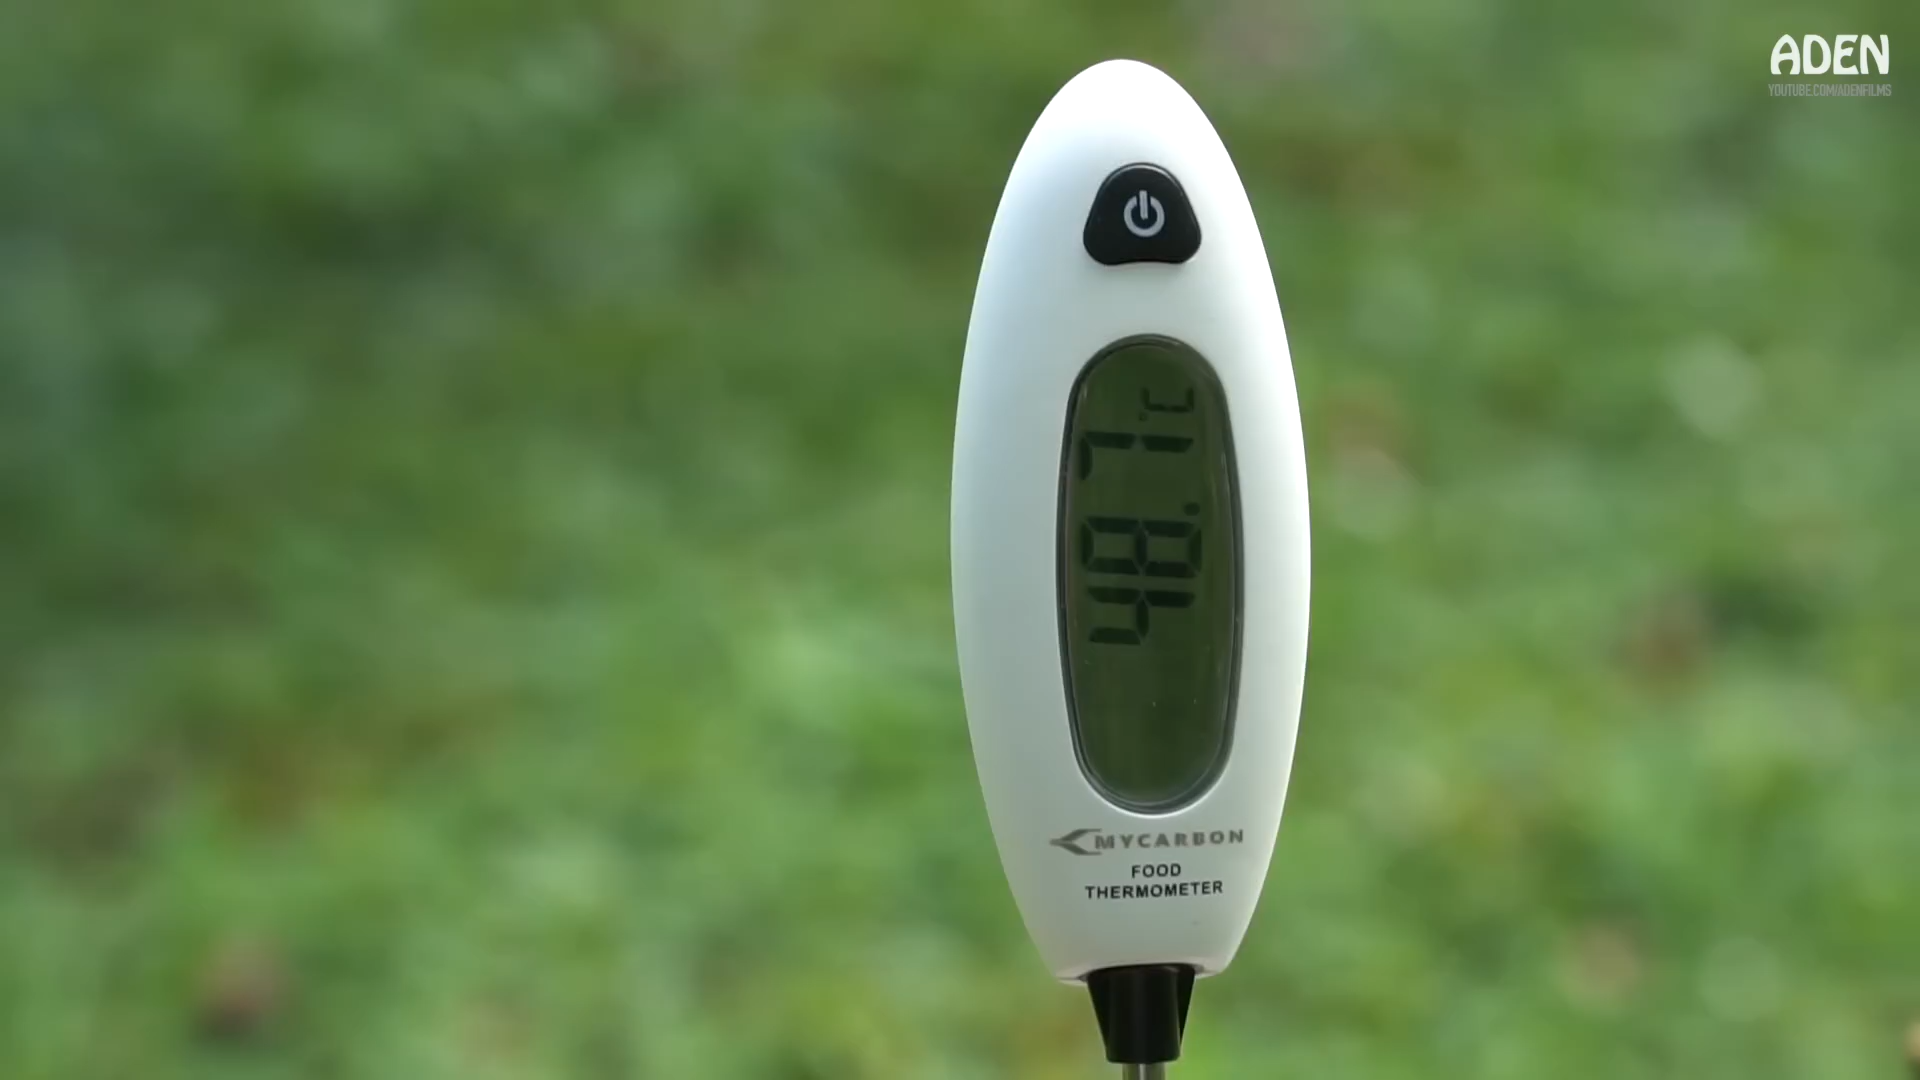 ADEN
YOUTUBE.COM/ADENFILMS
48.7°C
MYCARBON
FOOD
THERMOMETER